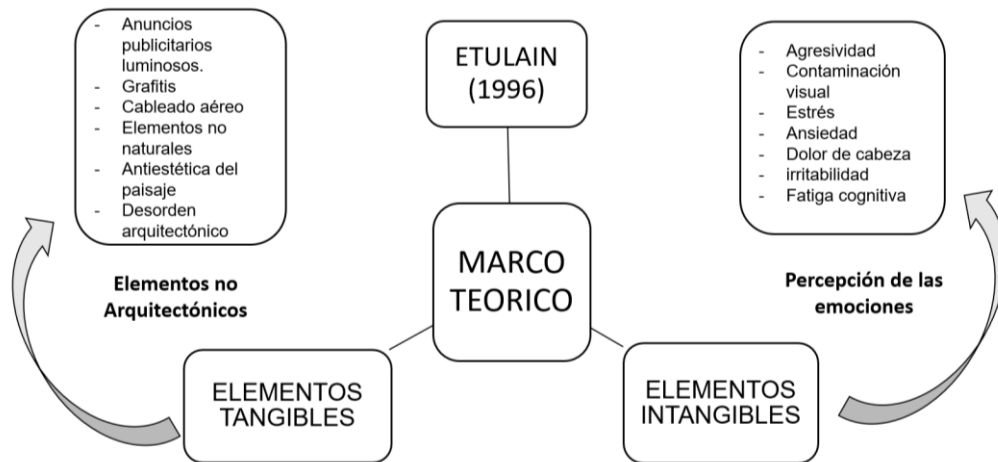 - Anuncios
publicitarios
luminosos.
- Grafitis
- Cableado aéreo
- Elementos no
naturales
- Antiestética del
paisaje
- Desorden
arquitectónico
ETULAIN
(1996)
- Agresividad
- Contaminación
visual
- Estrés
- Ansiedad
- Dolor de cabeza
- irritabilidad
- Fatiga cognitiva
MARCO
TEORICO
Elementos no
Arquitectónicos
Percepción de las
emociones
ELEMENTOS
TANGIBLES
ELEMENTOS
INTANGIBLES